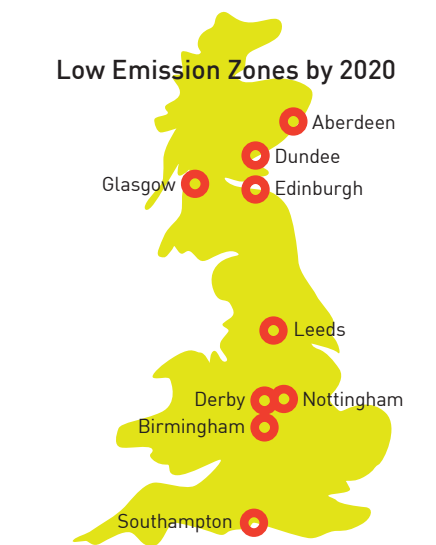 Low Emission Zones by 2020
Aberdeen
Dundee
Glasgow
Edinburgh
Leeds
Derby
Nottingham
Birmingham
Southampton